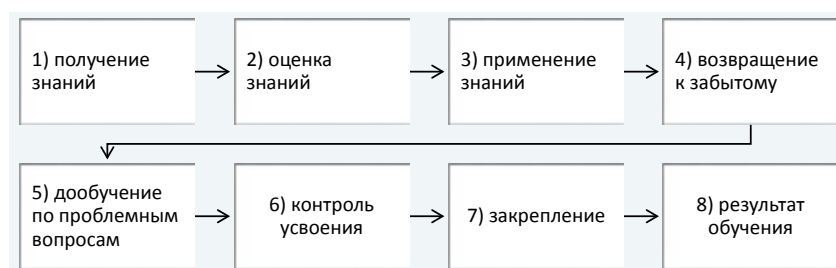 1) получение
знаний
2) оценка
знаний
3) применение
знаний
4) возвращение
к забытому
5) дообучение
по проблемным
вопросам
6) контроль
усвоения
7) закрепление
8) результат
обучения